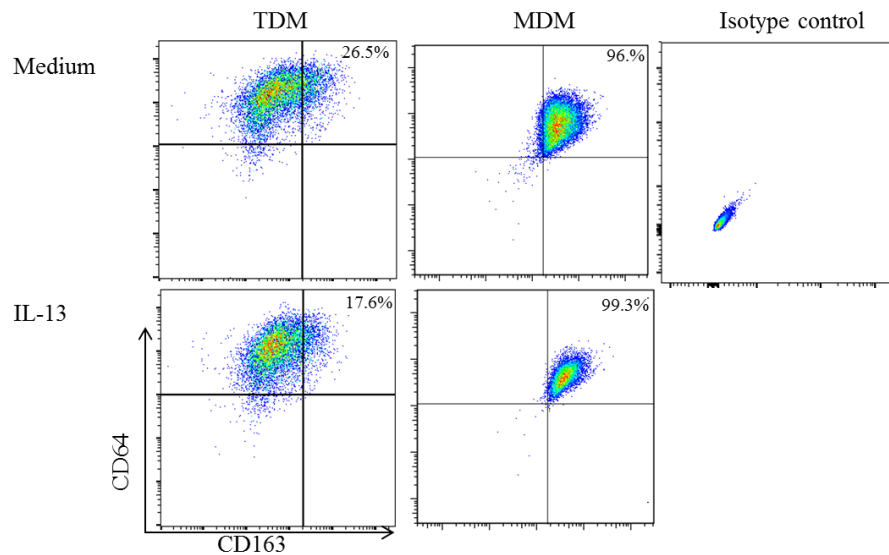 TDM MDM Isotype control
Medium 26.5% 96.%
IL-13 17.6% 99.3%
CD64
CD163